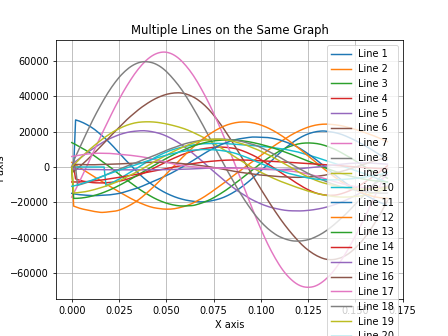 Multiple Lines on the Same Graph
60000
40000
20000
0
−20000
−40000
−60000
0.000
0.025
0.050
0.075
0.100
0.125
0.175
X axis
Line 1
Line 2
Line 3
Line 4
Line 5
Line 6
Line 7
Line 8
Line 9
Line 10
Line 11
Line 12
Line 13
Line 14
Line 15
Line 16
Line 17
Line 18
Line 19
Line 20